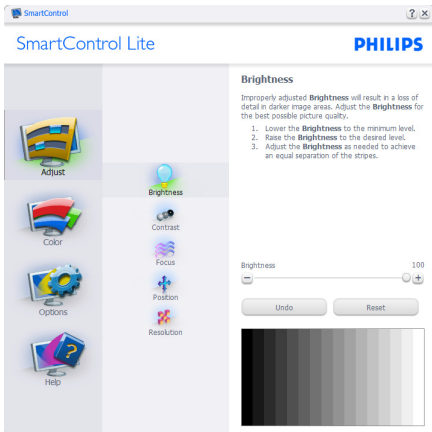 SmartControl
? ×
SmartControl Lite
PHILIPS
Brightness
Improperly adjusted Brightness will result in a loss of
detail in darker image areas. Adjust the Brightness for
the best possible picture quality.
1. Lower the Brightness to the minimum level.
2. Raise the Brightness to the desired level.
3. Adjust the Brightness as needed to achieve
an equal separation of the stripes.
Adjust
Color
Options
Help
Brightness
Contrast
Focus
Position
Resolution
Brightness 100
Undo Reset